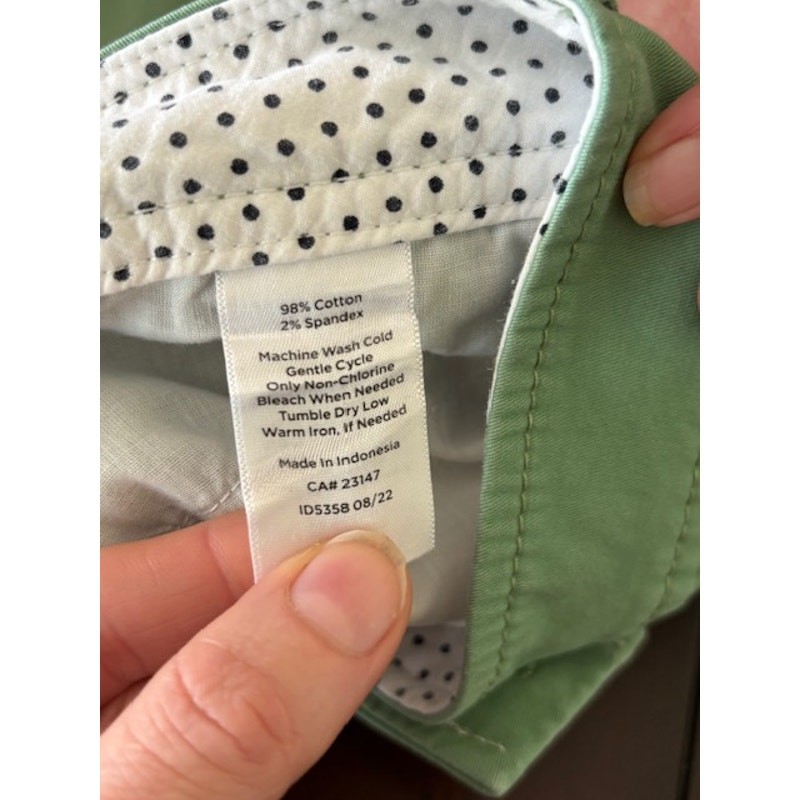 98% Cotton
2% Spandex
Machine Wash Cold
Gentle Cycle
Only Non-Chlorine
Bleach When Needed
Tumble Dry Low
Warm Iron, If Needed
Made In Indonesia
CA# 23147
ID5358 08/22